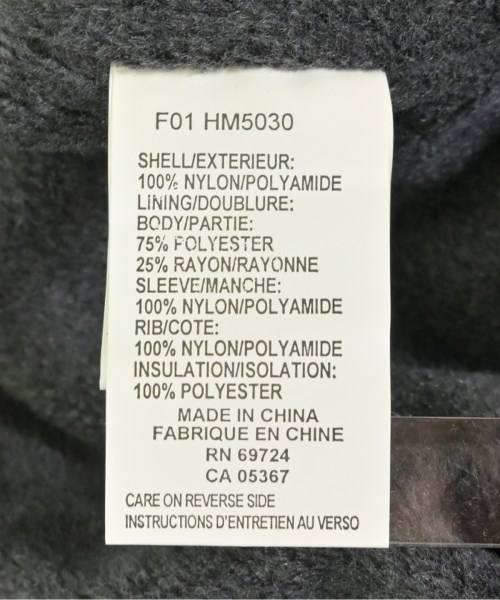 F01 HM5030
SHELL/EXTERIEUR:
100% NYLON/POLYAMIDE
LINING/DOUBLURE:
BODY/PARTIE:
75% POLYESTER
25% RAYON/RAYONNE
SLEEVE/MANCHE:
100% NYLON/POLYAMIDE
RIB/COTE:
100% NYLON/POLYAMIDE
INSULATION/ISOLATION:
100% POLYESTER
MADE IN CHINA
FABRIQUE EN CHINE
RN 69724
CA 05367
CARE ON REVERSE SIDE
INSTRUCTIONS D'ENTRETIEN AU VERSO